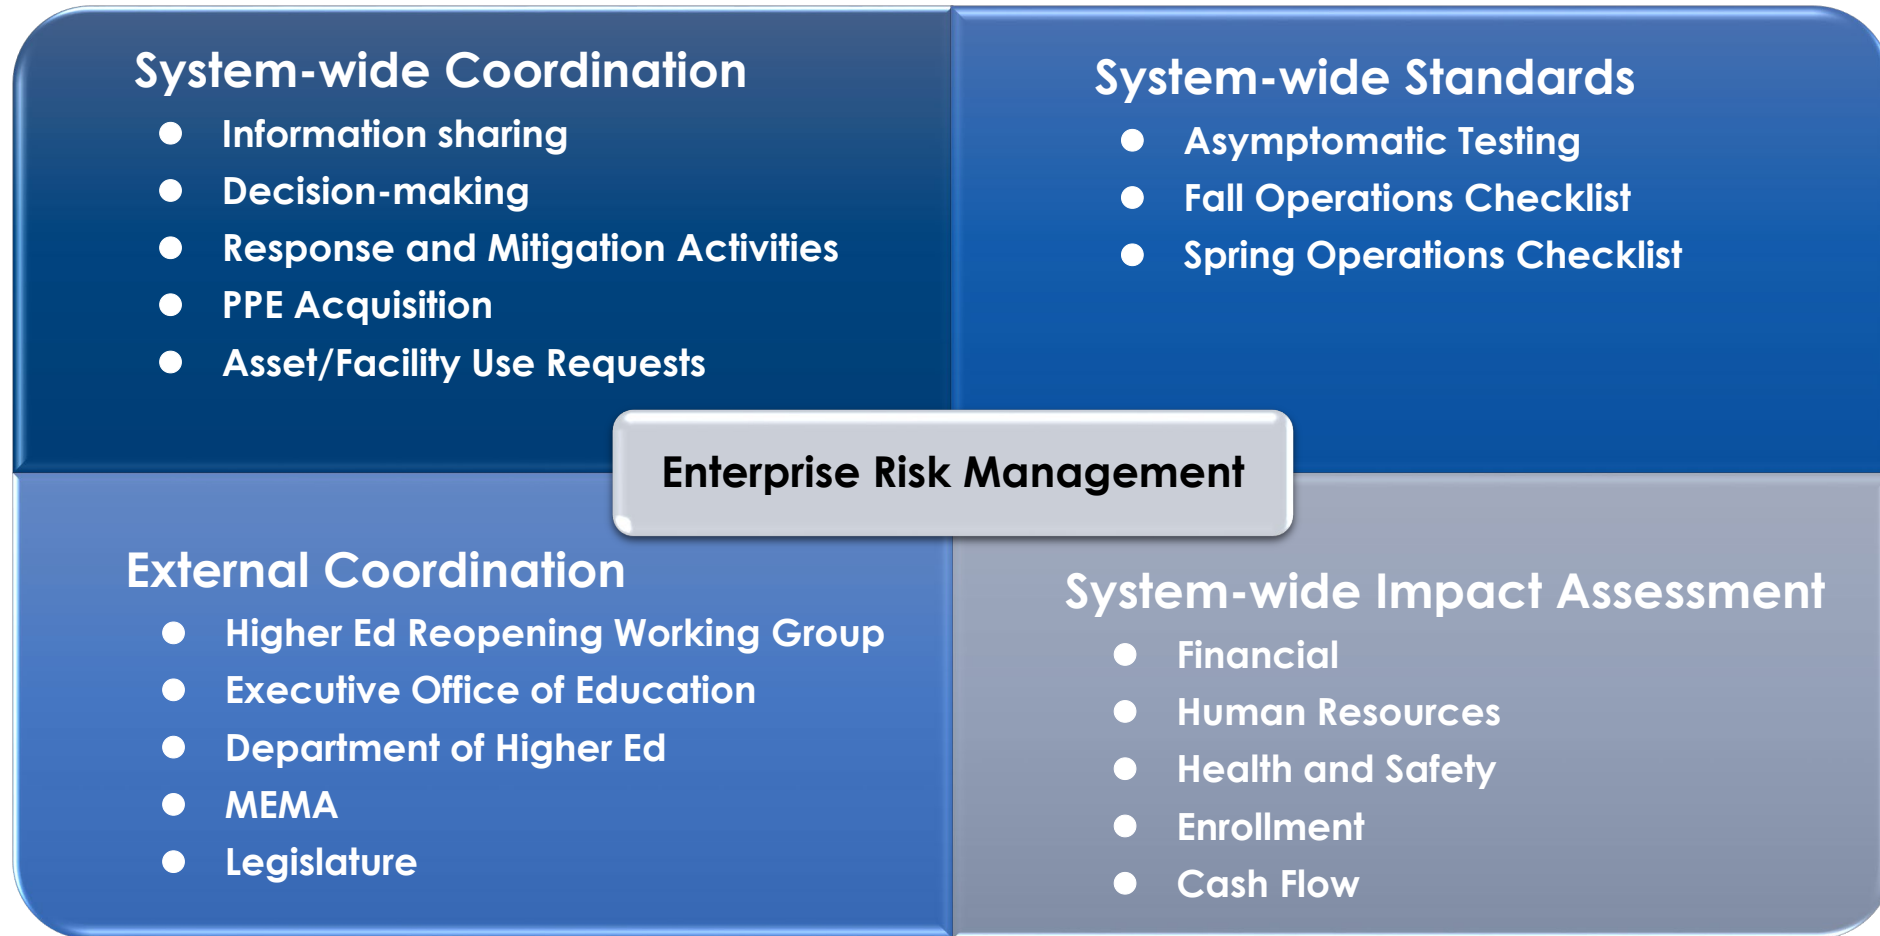 System-wide Coordination
● Information sharing
● Decision-making
● Response and Mitigation Activities
● PPE Acquisition
● Asset/Facility Use Requests
System-wide Standards
● Asymptomatic Testing
● Fall Operations Checklist
● Spring Operations Checklist
Enterprise Risk Management
External Coordination
● Higher Ed Reopening Working Group
● Executive Office of Education
● Department of Higher Ed
● MEMA
● Legislature
System-wide Impact Assessment
● Financial
● Human Resources
● Health and Safety
● Enrollment
● Cash Flow